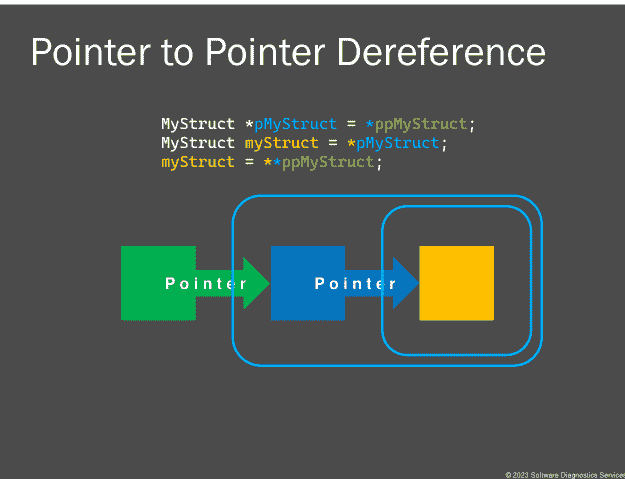 Pointer to Pointer Dereference
MyStruct *pMyStruct = *ppMyStruct;
MyStruct myStruct = *pMyStruct;
myStruct = **ppMyStruct;
Pointer
Pointer
© 2023 Software Diagnostics Services